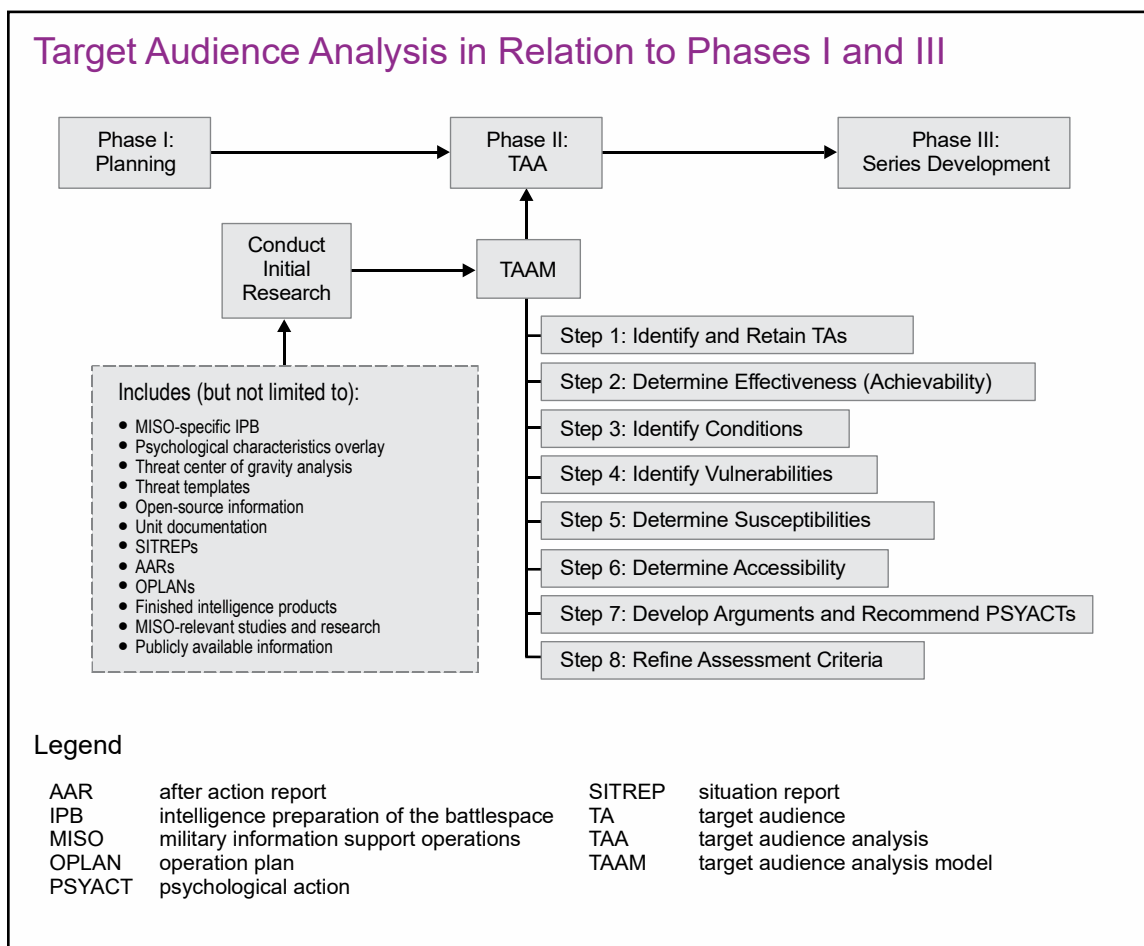 Target Audience Analysis in Relation to Phases I and III
Phase I:
Planning
Phase II:
TAA
Phase III:
Series Development
Conduct
Initial
Research
TAAM
Includes (but not limited to):
• MISO-specific IPB
• Psychological characteristics overlay
• Threat center of gravity analysis
• Threat templates
• Open-source information
• Unit documentation
• SITREPs
• AARs
• OPLANs
• Finished intelligence products
• MISO-relevant studies and research
• Publicly available information
Step 1: Identify and Retain TAs
Step 2: Determine Effectiveness (Achievability)
Step 3: Identify Conditions
Step 4: Identify Vulnerabilities
Step 5: Determine Susceptibilities
Step 6: Determine Accessibility
Step 7: Develop Arguments and Recommend PSYACTs
Step 8: Refine Assessment Criteria
Legend
AAR after action report
IPB intelligence preparation of the battlespace
MISO military information support operations
OPLAN operation plan
PSYACT psychological action
SITREP situation report
TA target audience
TAA target audience analysis
TAAM target audience analysis model